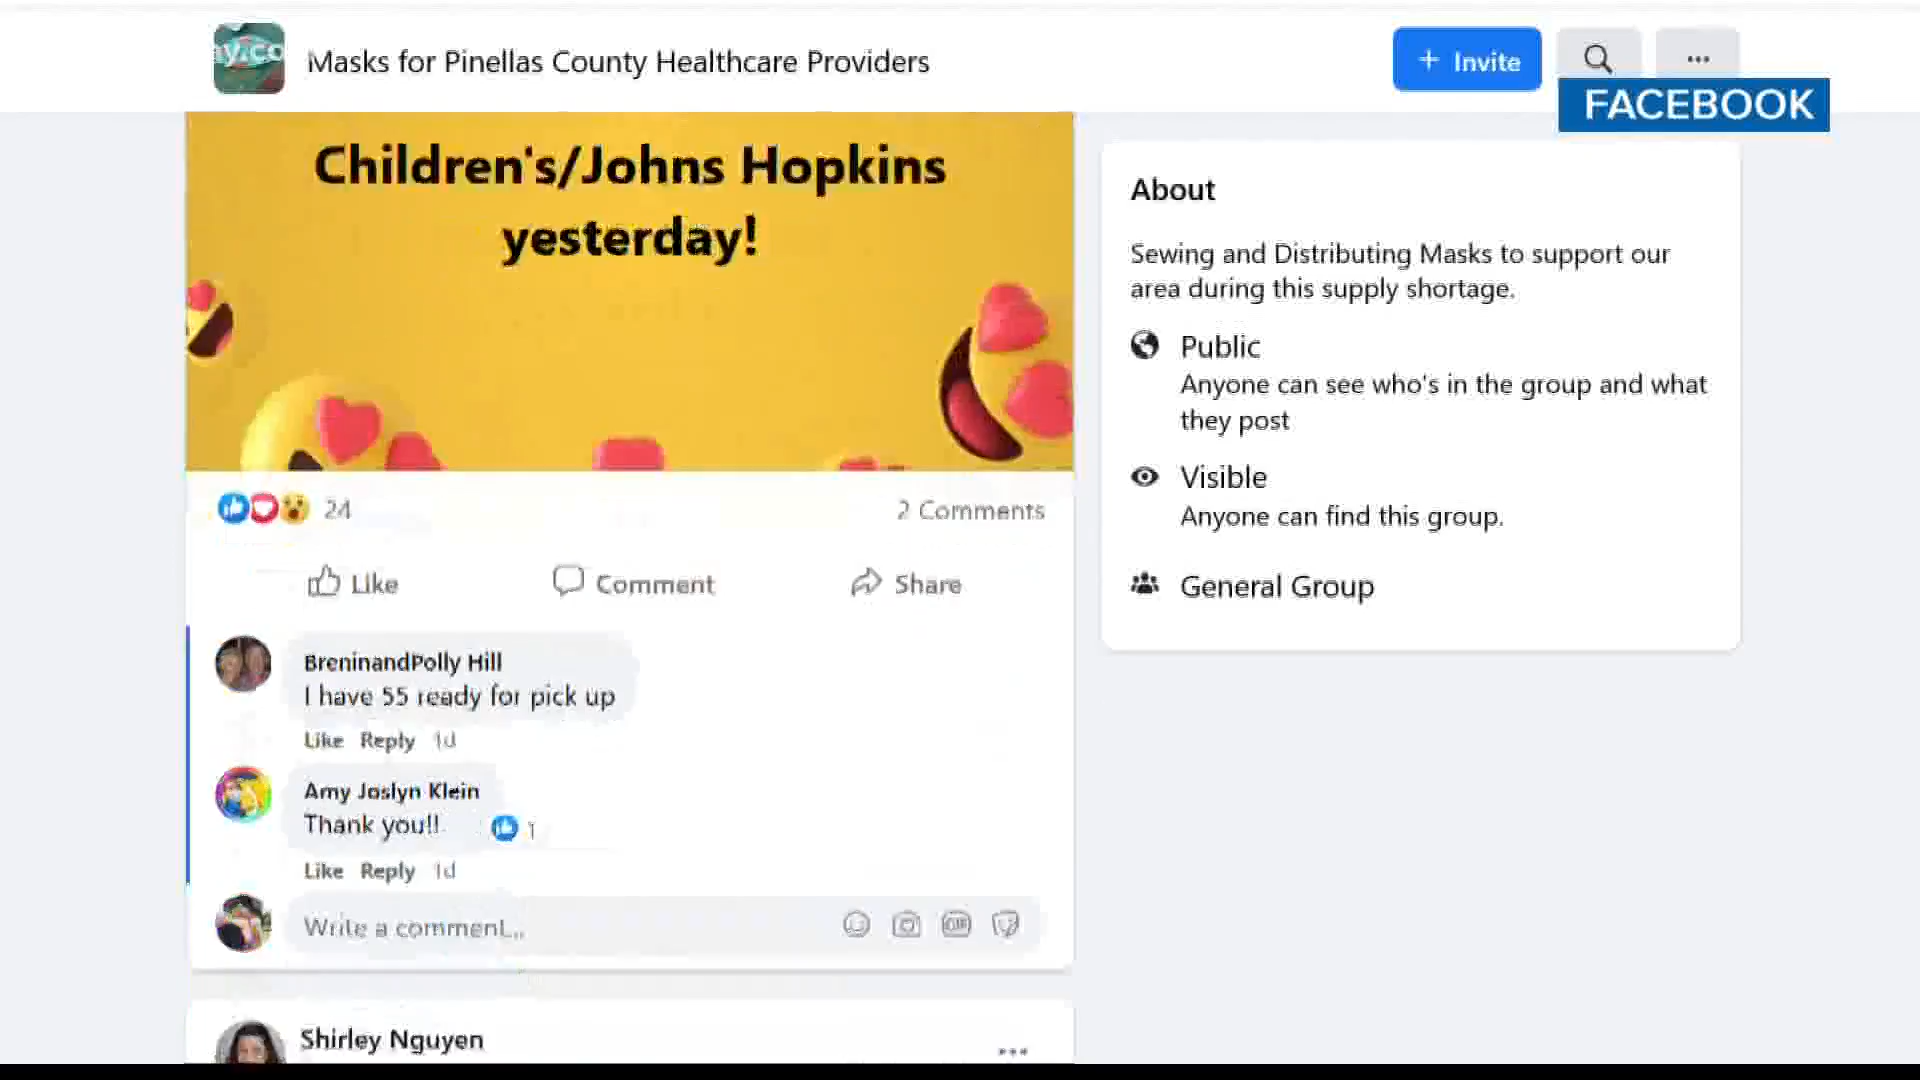 Masks for Pinellas County Healthcare Providers
+ Invite
FACEBOOK
Children's/Johns Hopkins
yesterday!
24
2 Comments
Like
Comment
Share
BreninandPolly Hill
I have 55 ready for pick up
Like Reply 1d
Amy Joslyn Klein
Thank you!!
1
Like Reply 1d
Write a comment...
GIF
Shirley Nguyen
About
Sewing and Distributing Masks to support our
area during this supply shortage.
Public
Anyone can see who's in the group and what
they post
Visible
Anyone can find this group.
General Group